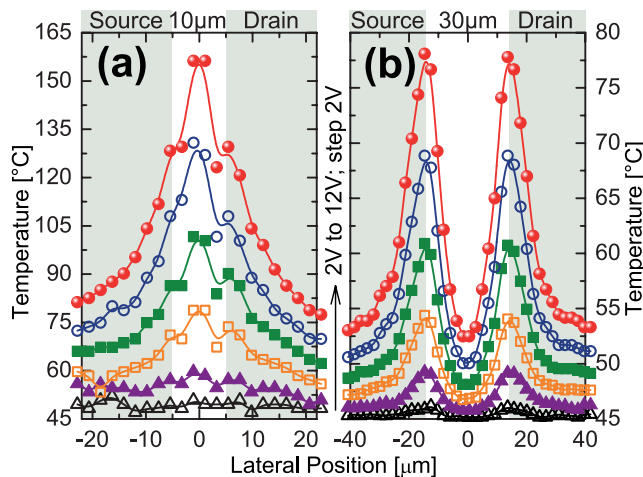 Source 10μm Drain
Source 30μm Drain
(a)
(b)
Temperature [°C]
165
150
135
120
105
90
75
60
45
-20 -10 0 10 20
2V to 12V; step 2V
-40 -20 0 20 40
80
75
70
65
60
55
50
45
Temperature [°C]
Lateral Position [μm]